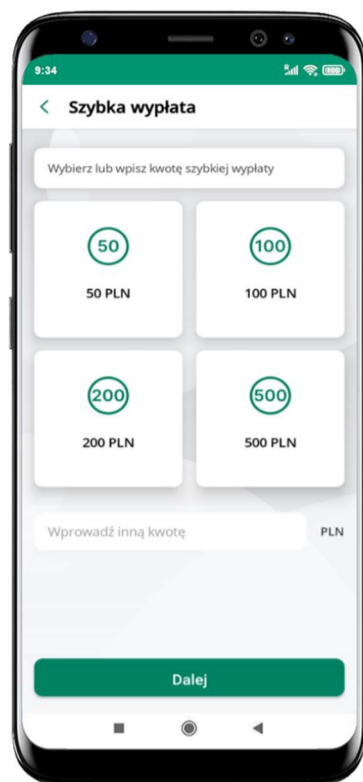 9:34
Szybka wypłata
Wybierz lub wpisz kwotę szybkiej wypłaty
50
100
50 PLN
100 PLN
200
500
200 PLN
500 PLN
Wprowadź inną kwotę
PLN
Dalej